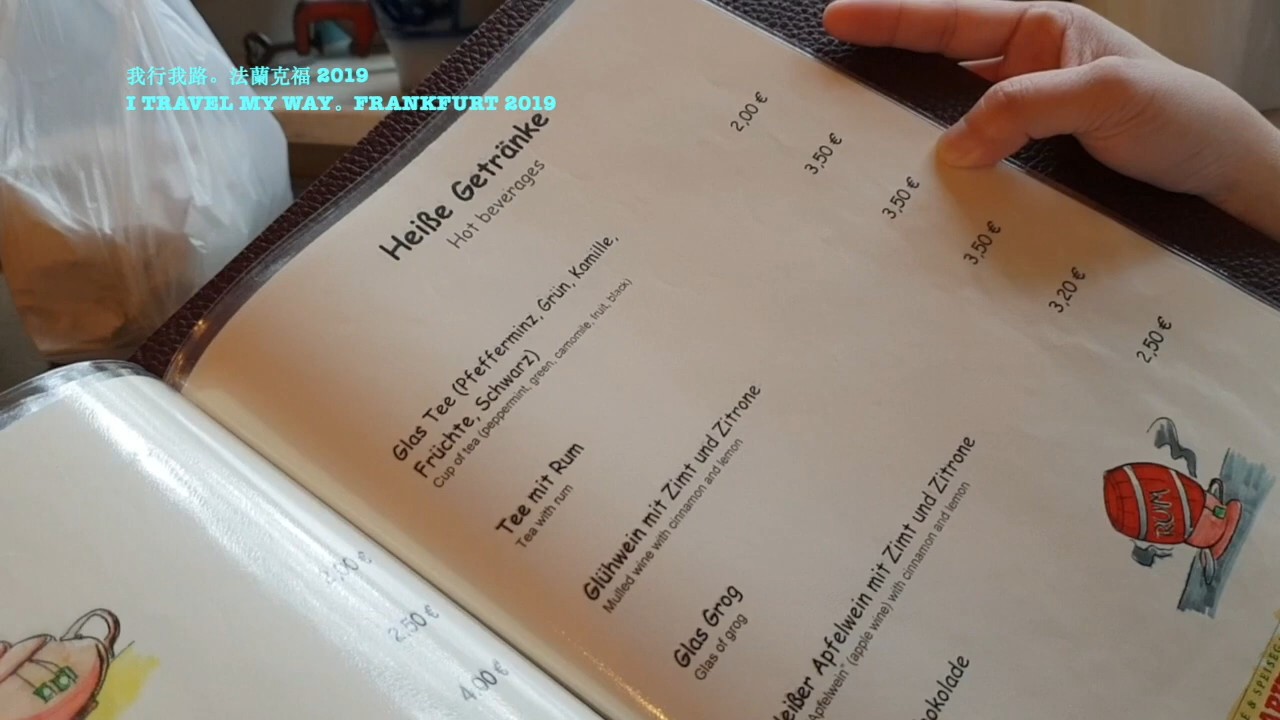 我行我路。法蘭克福 2019
I TRAVEL MY WAY。FRANKFURT 2019
Heiße Getränke
Hot beverages
Glas Tee (Pfefferminz, Grün, Kamille,
Früchte, Schwarz)
Cup of tea (peppermint, green, camomile, fruit, black)
2,00 €
Tee mit Rum
Tea with rum
3,50 €
Glühwein mit Zimt und Zitrone
Mulled wine with cinnamon and lemon
3,50 €
Glas Grog
Glas of grog
3,50 €
Heißer Apfelwein mit Zimt und Zitrone
Apfelwein" (apple wine) with cinnamon and lemon
3,20 €
2,50 €
RUM
2,50 €
4,00 €